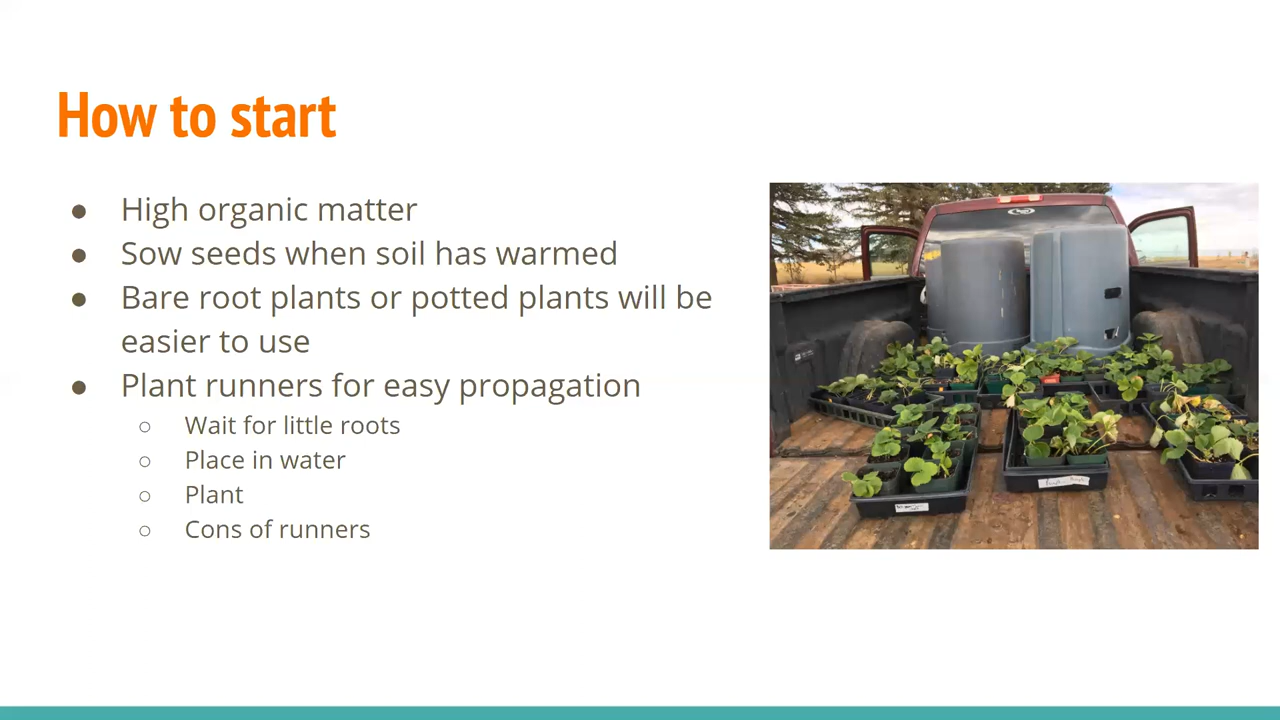 How to start
● High organic matter
● Sow seeds when soil has warmed
● Bare root plants or potted plants will be
easier to use
● Plant runners for easy propagation
○ Wait for little roots
○ Place in water
○ Plant
○ Cons of runners